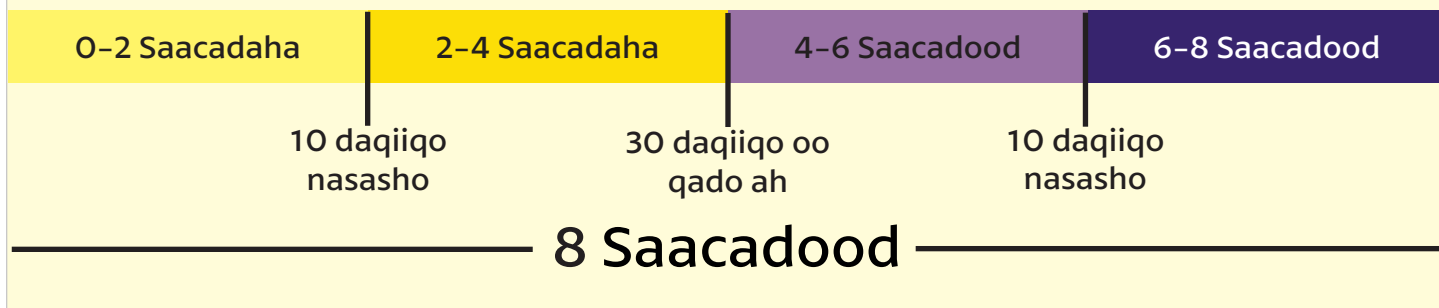 0-2 Saacadaha
2-4 Saacadaha
4-6 Saacadood
6-8 Saacadood
10 daqiiqo
nasasho
30 daqiiqo oo
qado ah
10 daqiiqo
nasasho
8 Saacadood